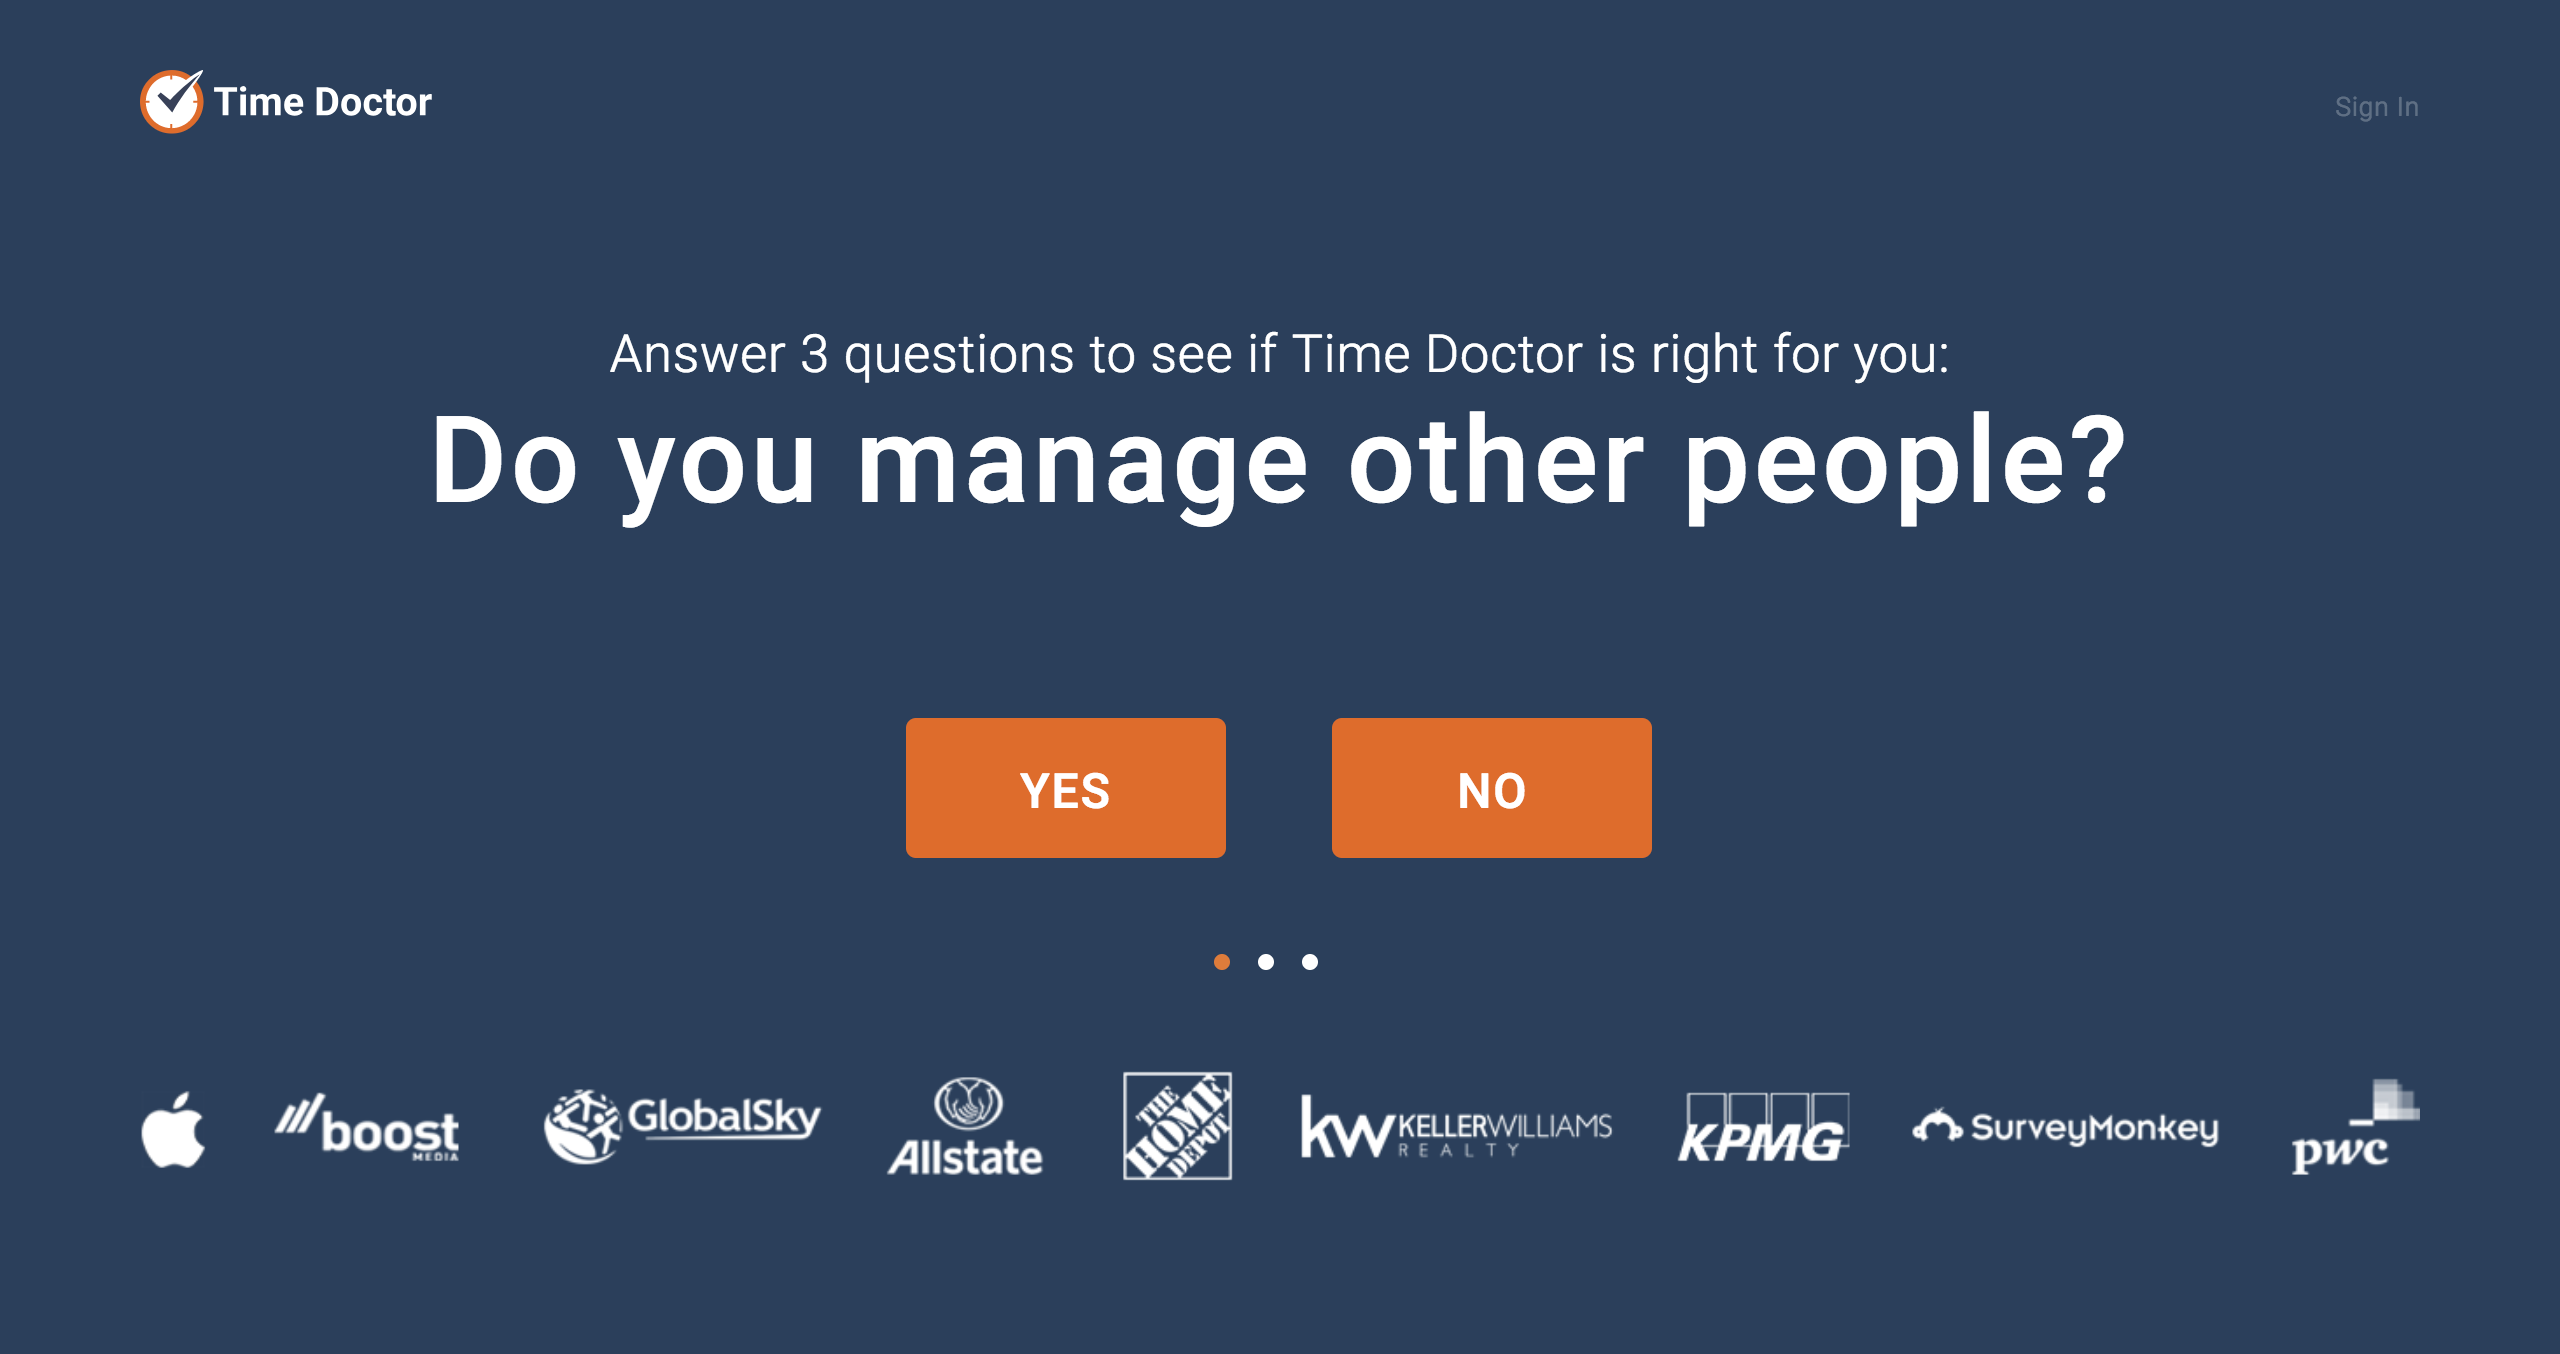 Time Doctor
Sign In
Answer 3 questions to see if Time Doctor is right for you:
Do you manage other people?
YES
NO
boost
MEDIA
GlobalSky
Allstate
THE
HOME
DEPOT
kw KELLERWILLIAMS
REALTY
KPMG
SurveyMonkey
pwc